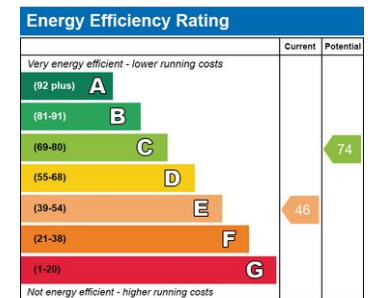 Energy Efficiency Rating
Current Potential
Very energy efficient - lower running costs
(92 plus) A
(81-91) B
(69-80) C
74
(55-68) D
(39-54) E
46
(21-38) F
(1-20) G
Not energy efficient - higher running costs